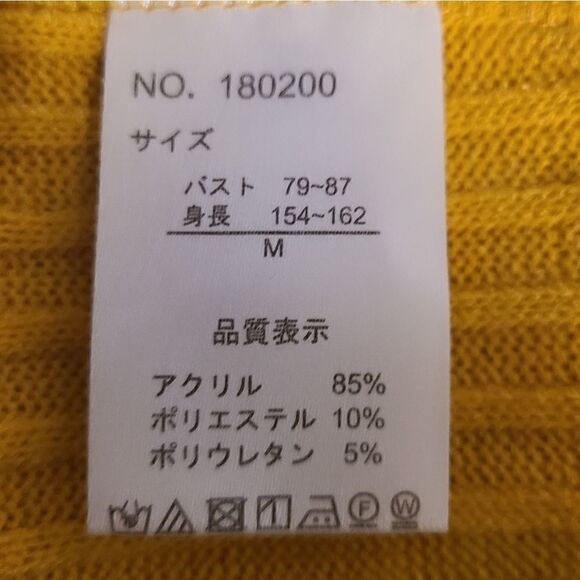 NO. 180200
サイズ
バスト 79~87
身長 154~162
M
品質表示
アクリル 85%
ポリエステル 10%
ポリウレタン 5%
F W